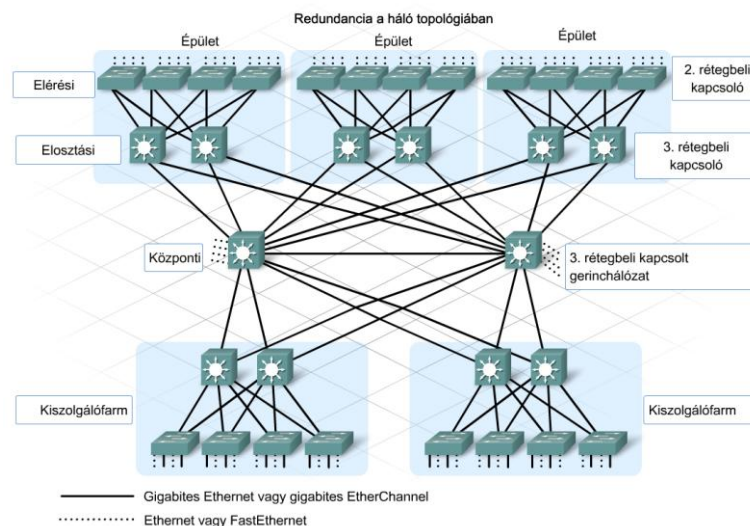 Redundancia a háló topológiában
Épület
Épület
Épület
Elérési
2. rétegbeli
kapcsoló
Elosztási
3. rétegbeli
kapcsoló
Központi
3. rétegbeli kapcsolt
gerinchálózat
Kiszolgálófarm
Kiszolgálófarm
Gigabites Ethernet vagy gigabites EtherChannel
Ethernet vagy FastEthernet